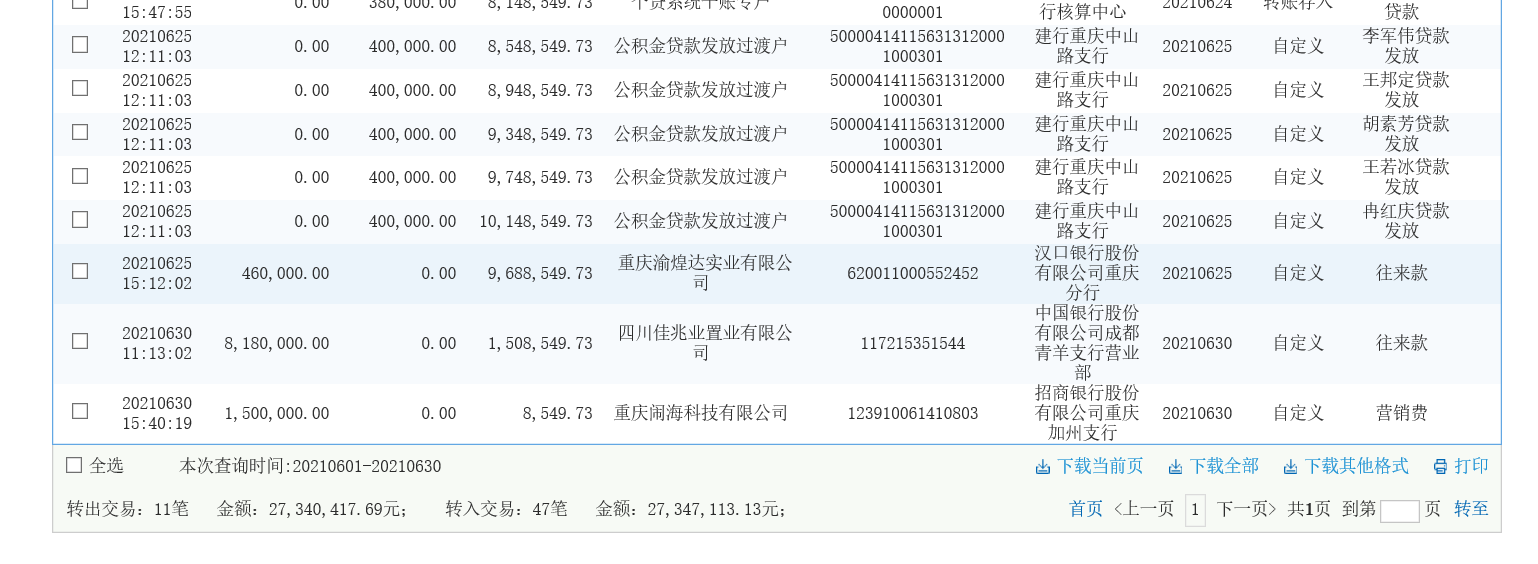 15:47:55 0.00 380,000.00 8,148,549.73 0000001 行核算中心 20210624 转账存入 贷款
20210625 12:11:03 0.00 400,000.00 8,548,549.73 公积金贷款发放过渡户 50000414115631312000 1000301 建行重庆中山 路支行 20210625 自定义 李军伟贷款 发放
20210625 12:11:03 0.00 400,000.00 8,948,549.73 公积金贷款发放过渡户 50000414115631312000 1000301 建行重庆中山 路支行 20210625 自定义 王邦定贷款 发放
20210625 12:11:03 0.00 400,000.00 9,348,549.73 公积金贷款发放过渡户 50000414115631312000 1000301 建行重庆中山 路支行 20210625 自定义 胡素芳贷款 发放
20210625 12:11:03 0.00 400,000.00 9,748,549.73 公积金贷款发放过渡户 50000414115631312000 1000301 建行重庆中山 路支行 20210625 自定义 王若冰贷款 发放
20210625 12:11:03 0.00 400,000.00 10,148,549.73 公积金贷款发放过渡户 50000414115631312000 1000301 建行重庆中山 路支行 20210625 自定义 冉红庆贷款 发放
20210625 15:12:02 460,000.00 0.00 9,688,549.73 重庆渝煌达实业有限公 司 620011000552452 汉口银行股份 有限公司重庆 分行 20210625 自定义 往来款
20210630 11:13:02 8,180,000.00 0.00 1,508,549.73 四川佳兆业置业有限公 司 117215351544 中国银行股份 有限公司成都 青羊支行营业 部 20210630 自定义 往来款
20210630 15:40:19 1,500,000.00 0.00 8,549.73 重庆闹海科技有限公司 123910061410803 招商银行股份 有限公司重庆 加州支行 20210630 自定义 营销费
全选 本次查询时间:20210601-20210630 下载当前页 下载全部 下载其他格式 打印
转出交易: 11笔 金额: 27,340,417.69元; 转入交易: 47笔 金额: 27,347,113.13元; 首页 <上一页 1 下一页> 共1页 到第 页 转至